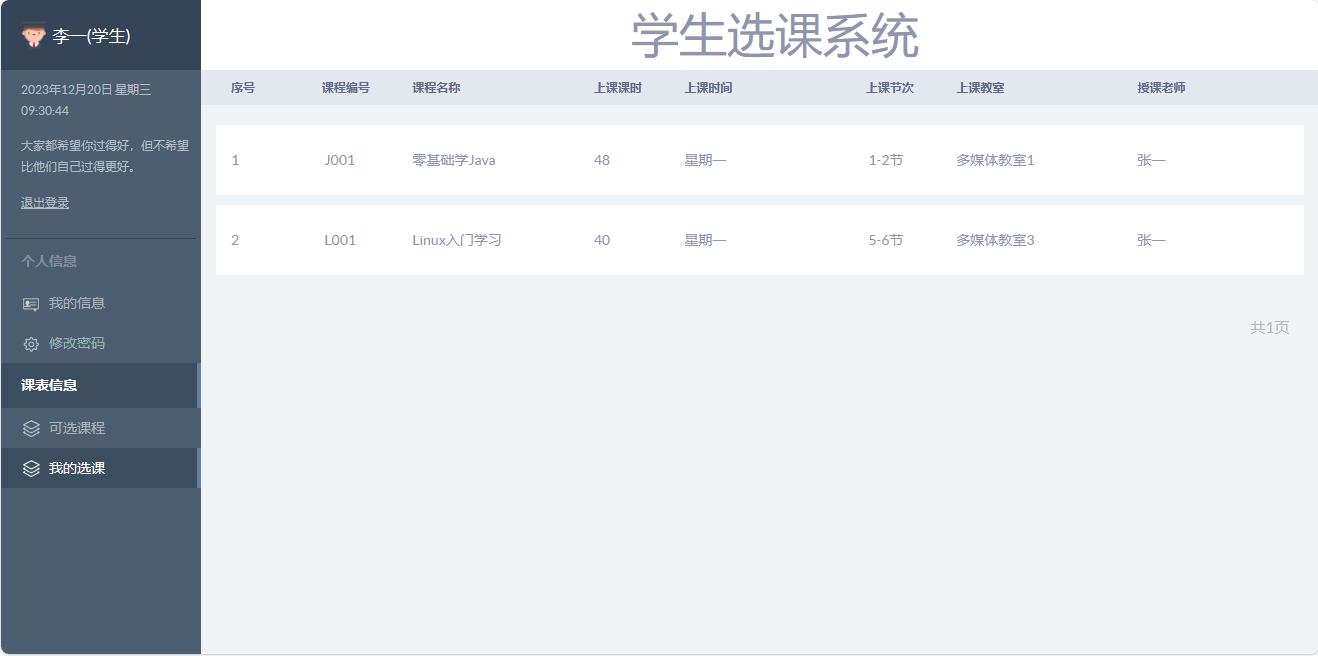 李一(学生)
学生选课系统
2023年12月20日 星期三
09:30:44
大家都希望你过得好，但不希望
比他们自己过得更好。
退出登录
个人信息
我的信息
修改密码
课表信息
可选课程
我的选课
序号 课程编号 课程名称 上课课时 上课时间 上课节次 上课教室 授课老师
1 J001 零基础学Java 48 星期一 1-2节 多媒体教室1 张一
2 L001 Linux入门学习 40 星期一 5-6节 多媒体教室3 张一
共1页